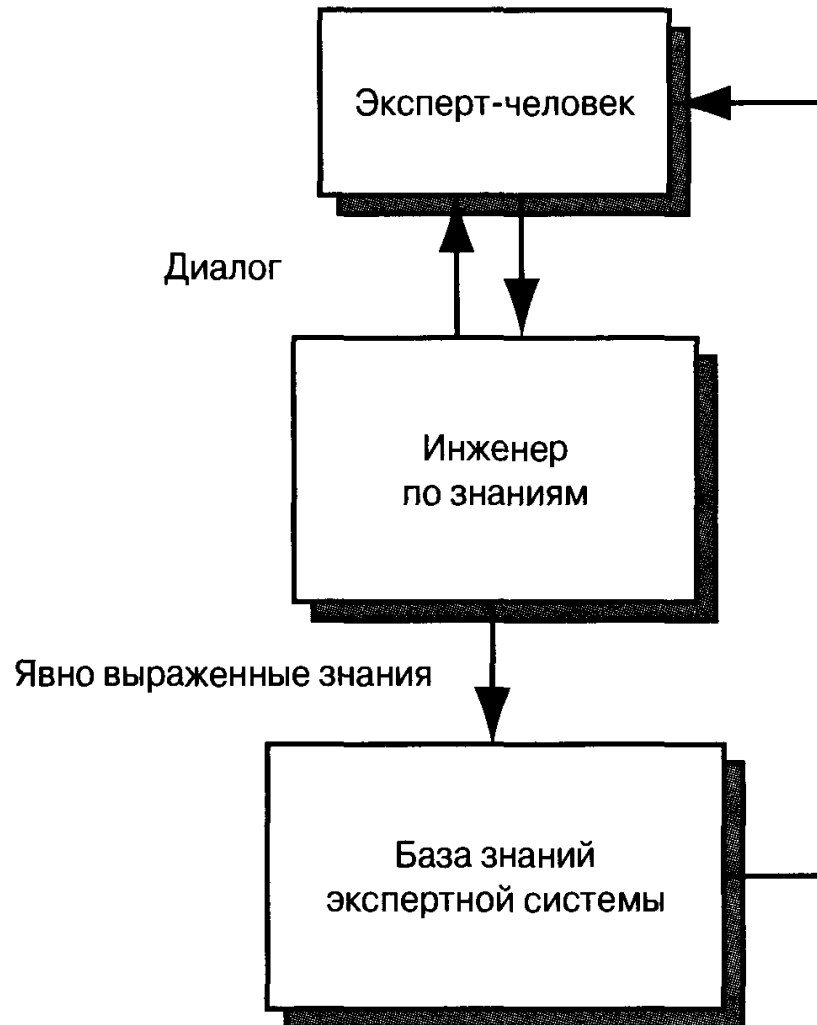 Эксперт-человек
Диалог
Инженер
по знаниям
Явно выраженные знания
База знаний
экспертной системы